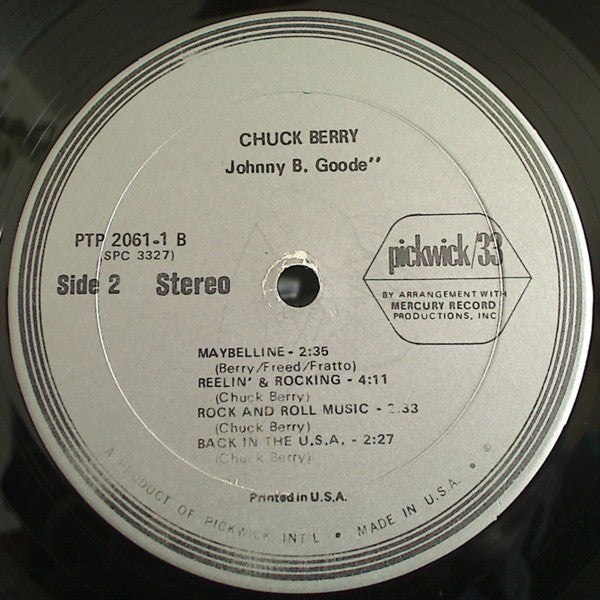 CHUCK BERRY
Johnny B. Goode"
PTP 2061-1 B
(SPC 3327)
Side 2 Stereo
pickwick/33
BY ARRANGEMENT WITH
MERCURY RECORD
PRODUCTIONS, INC
MAYBELLINE - 2:35
(Berry/Freed/Fratto)
REELIN' & ROCKING - 4:11
(Chuck Berry)
ROCK AND ROLL MUSIC -
(Chuck Berry)
BACK IN THE U.S.A. - 2:27
(Chuck Berry)
Printed in U.S.A.
A PRODUCT OF PICKWICK INT'L • MADE IN U.S.A. • ©